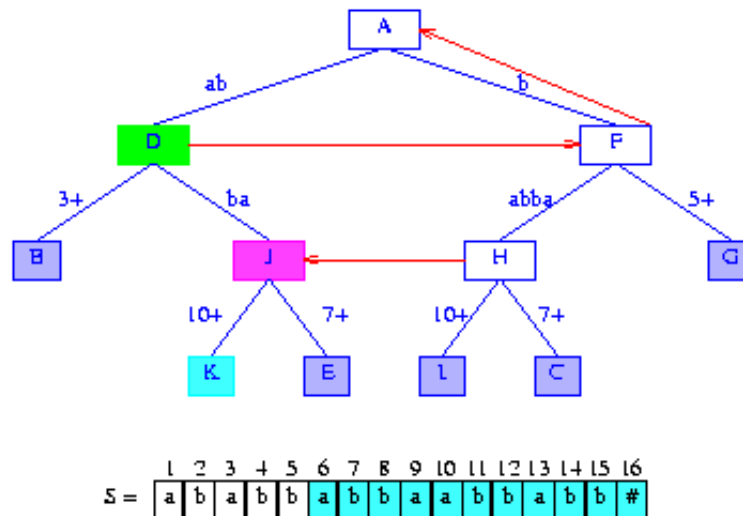 A
ab b
D F
3+ ba abba 5+
B J H G
10+ 7+ 10+ 7+
K E I C
1 2 3 4 5 6 7 8 9 10 11 12 13 14 15 16
S = a b a b b a b b a a b b a b b #